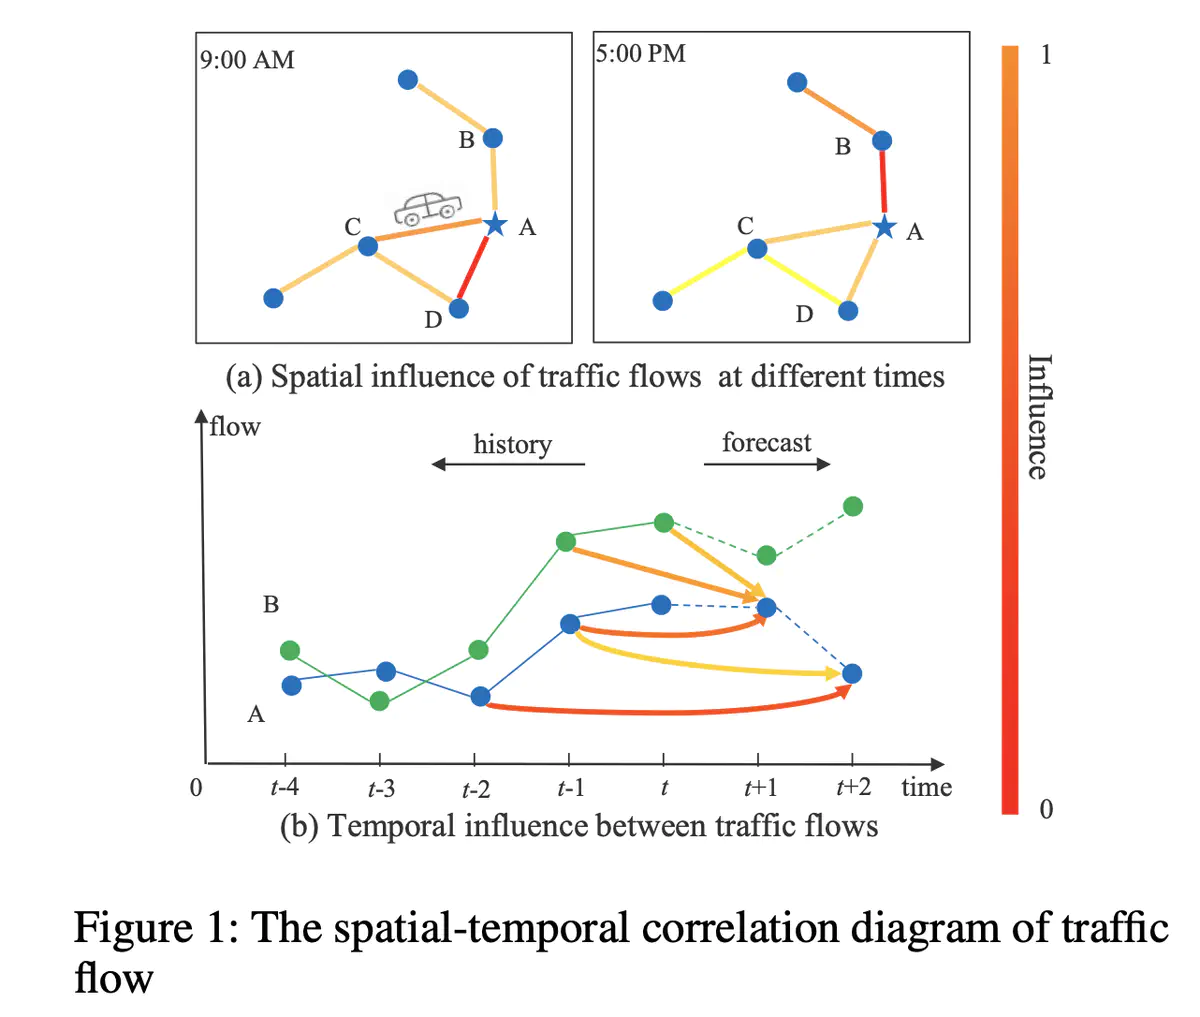 9:00 AM
B
C
A
D
5:00 PM
B
C
A
D
1
Influence
0
(a) Spatial influence of traffic flows at different times
flow
history
forecast
B
A
0
t-4
t-3
t-2
t-1
t
t+1
t+2
time
(b) Temporal influence between traffic flows
Figure 1: The spatial-temporal correlation diagram of traffic
flow